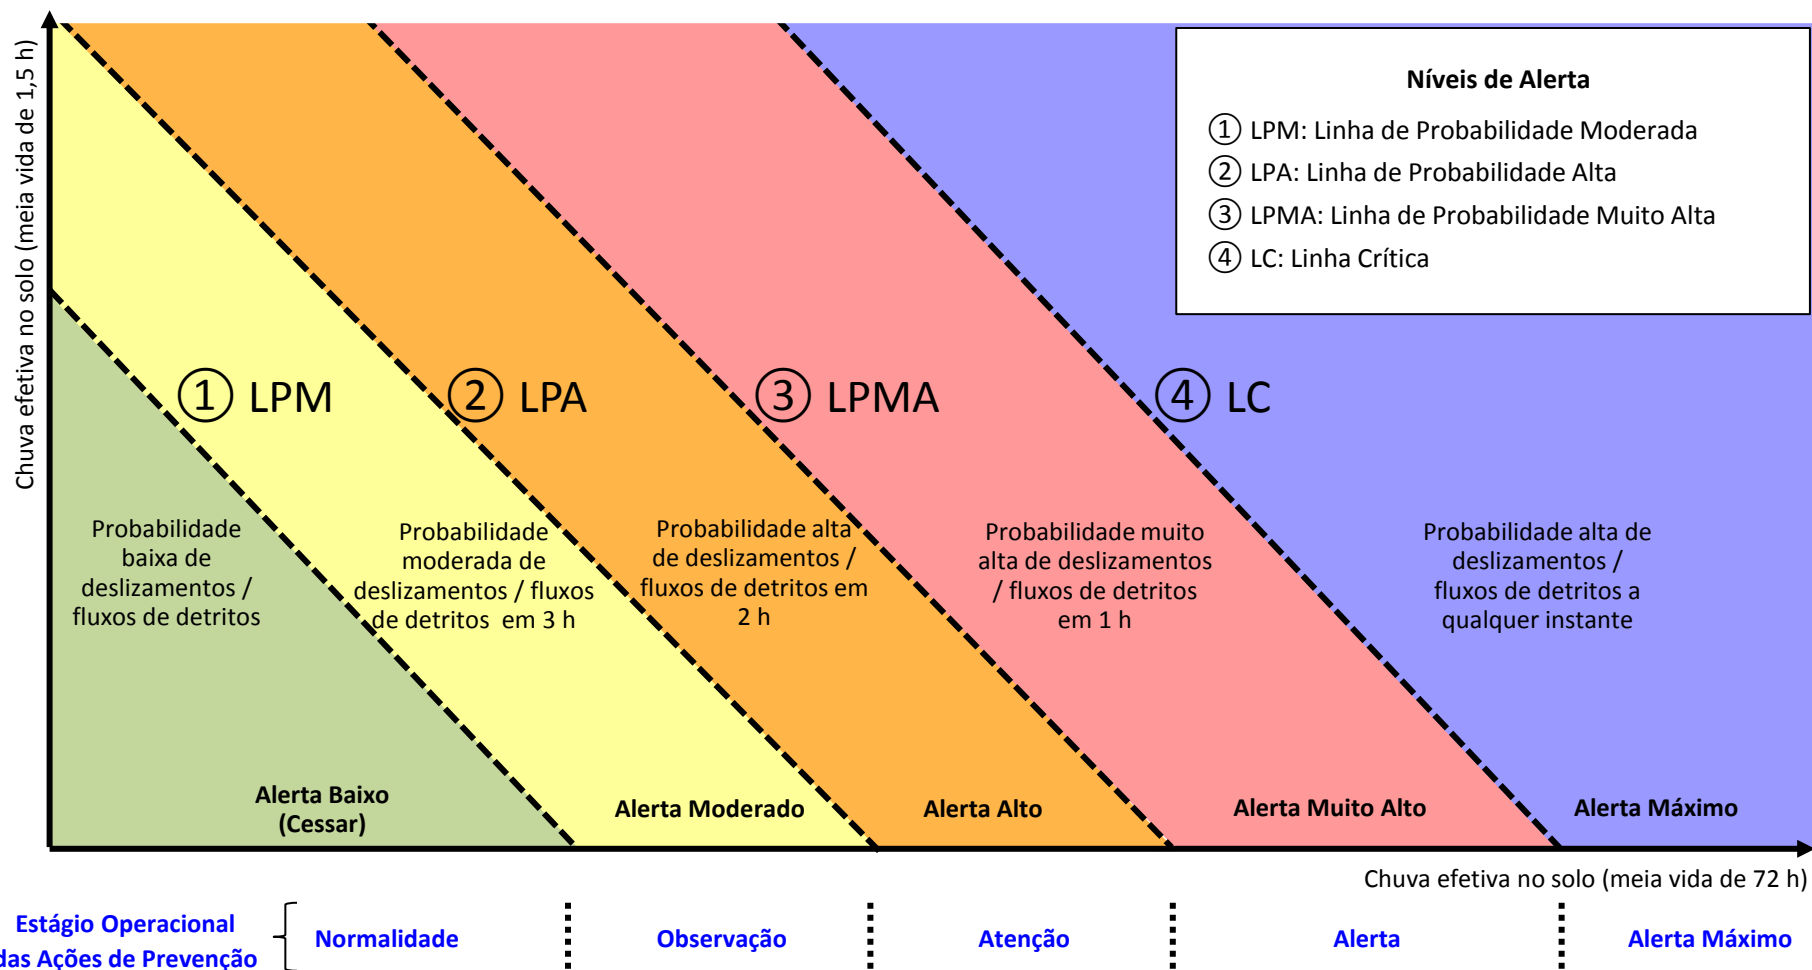 Chuva efetiva no solo (meia vida de 1,5 h)
Níveis de Alerta
① LPM: Linha de Probabilidade Moderada
② LPA: Linha de Probabilidade Alta
③ LPMA: Linha de Probabilidade Muito Alta
④ LC: Linha Crítica
① LPM
② LPA
③ LPMA
④ LC
Probabilidade
baixa de
deslizamentos /
fluxos de detritos
Probabilidade
moderada de
deslizamentos / fluxos
de detritos em 3 h
Probabilidade alta
de deslizamentos /
fluxos de detritos em
2 h
Probabilidade muito
alta de deslizamentos
/ fluxos de detritos
em 1 h
Probabilidade alta de
deslizamentos /
fluxos de detritos a
qualquer instante
Alerta Baixo
(Cessar)
Alerta Moderado
Alerta Alto
Alerta Muito Alto
Alerta Máximo
Chuva efetiva no solo (meia vida de 72 h)
Estágio Operacional
das Ações de Prevenção
Normalidade
Observação
Atenção
Alerta
Alerta Máximo